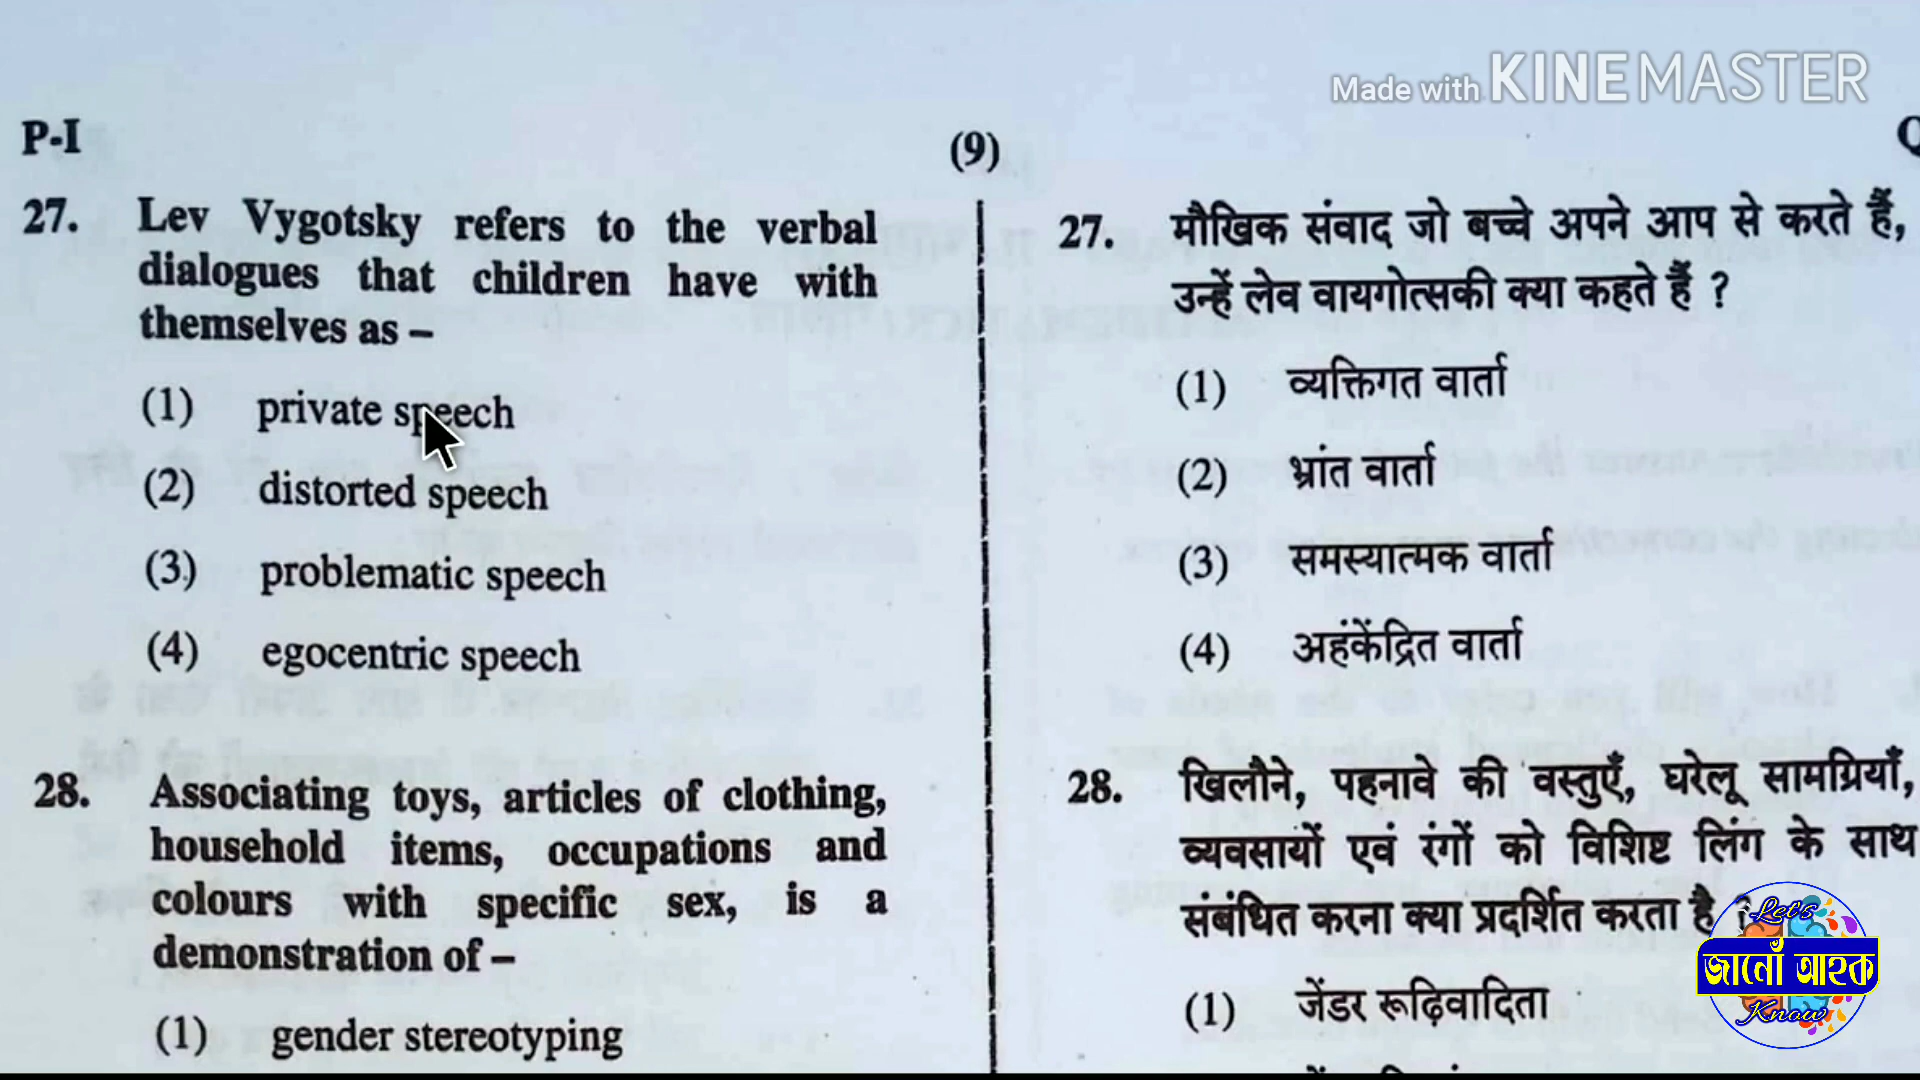 Made with KINEMASTER
P-I
(9)
27. Lev Vygotsky refers to the verbal
dialogues that children have with
themselves as –
(1) private speech
(2) distorted speech
(3) problematic speech
(4) egocentric speech
28. Associating toys, articles of clothing,
household items, occupations and
colours with specific sex, is a
demonstration of –
(1) gender stereotyping
27. मौखिक संवाद जो बच्चे अपने आप से करते हैं,
उन्हें लेव वायगोत्सकी क्या कहते हैं ?
(1) व्यक्तिगत वार्ता
(2) भ्रांत वार्ता
(3) समस्यात्मक वार्ता
(4) अहंकेंद्रित वार्ता
28. खिलौने, पहनावे की वस्तुएँ, घरेलू सामग्रियाँ,
व्यवसायों एवं रंगों को विशिष्ट लिंग के साथ
संबंधित करना क्या प्रदर्शित करता है ?
(1) जेंडर रूढ़िवादिता
Let's
জানোঁ আহক
Know